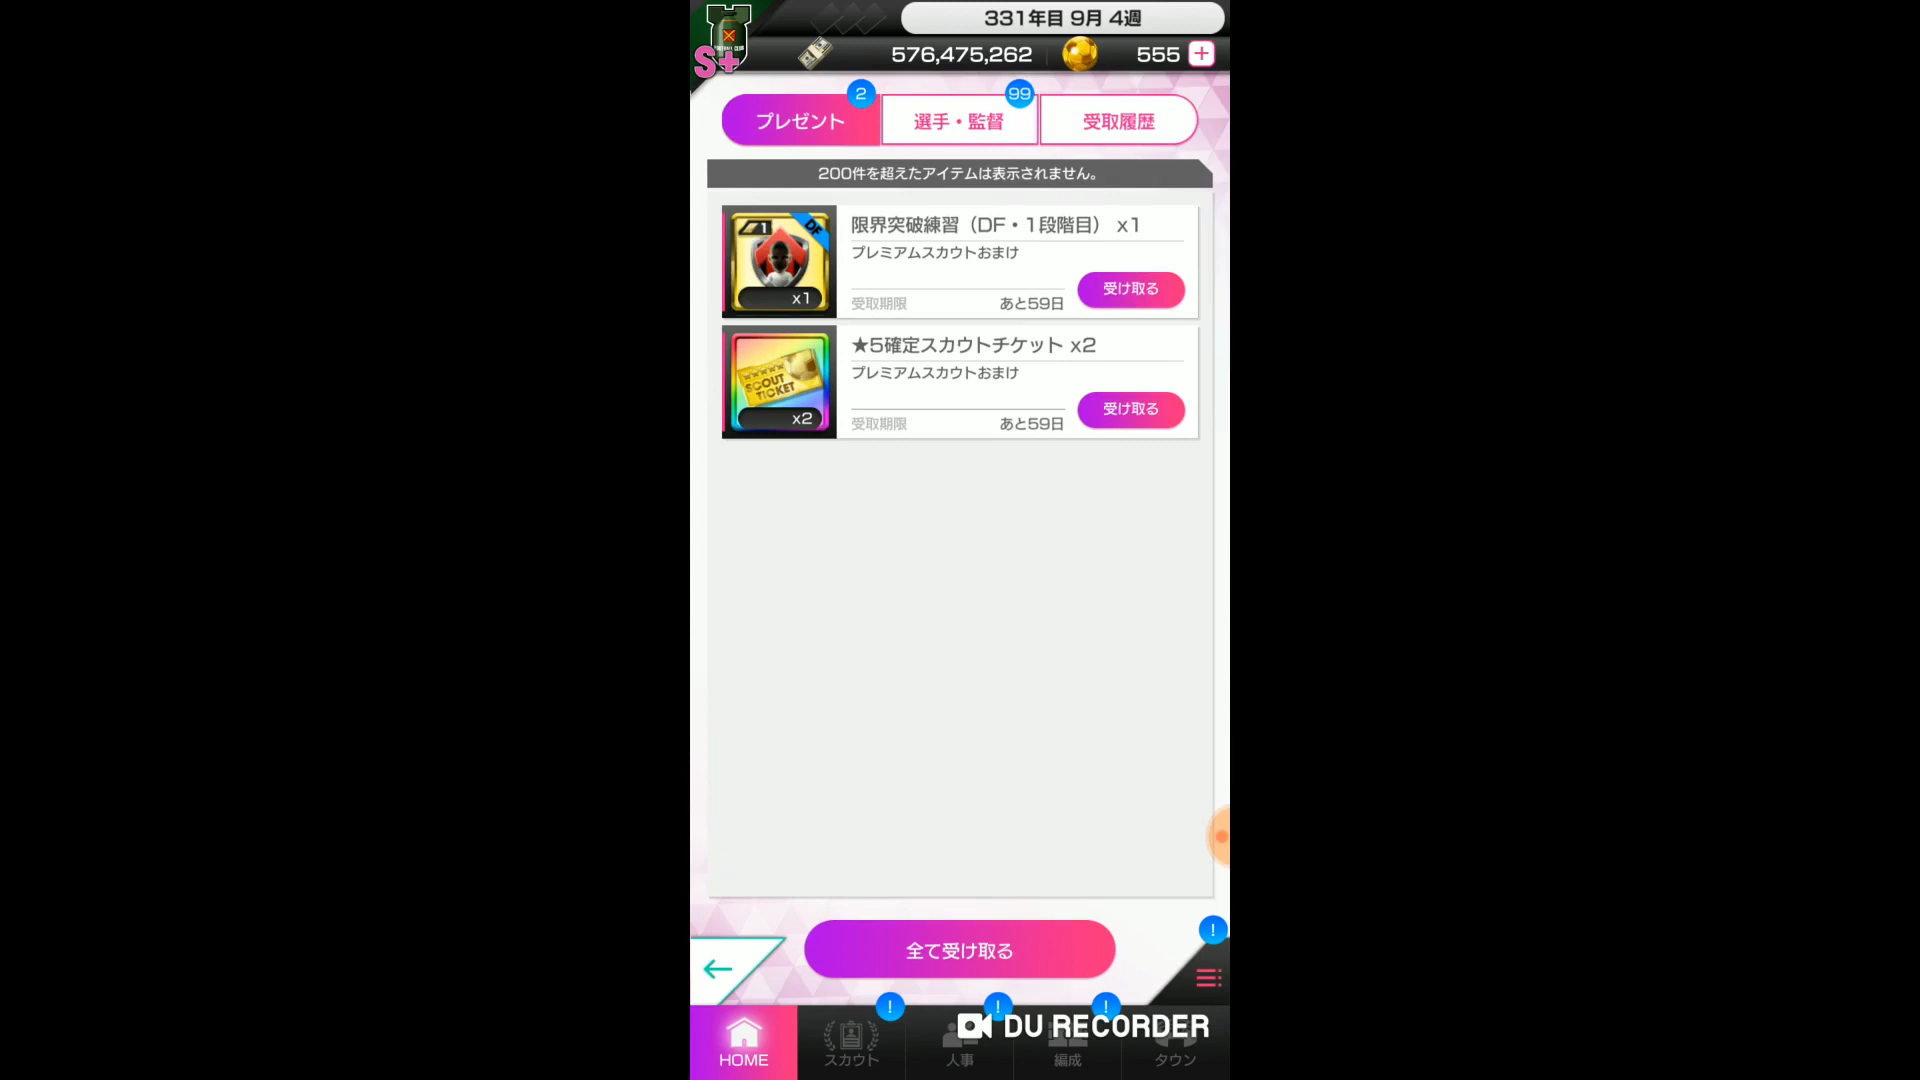 331年目 9月 4週
S+
576,475,262
555
プレゼント
2
選手・監督
99
受取履歴
200件を超えたアイテムは表示されません。
1
DF
x1
限界突破練習（DF・1段階目） x1
プレミアムスカウトおまけ
受取期限
あと59日
受け取る
SCOUT
TICKET
x2
★5確定スカウトチケット x2
プレミアムスカウトおまけ
受取期限
あと59日
受け取る
全て受け取る
DU RECORDER
HOME
スカウト
人事
編成
タウン